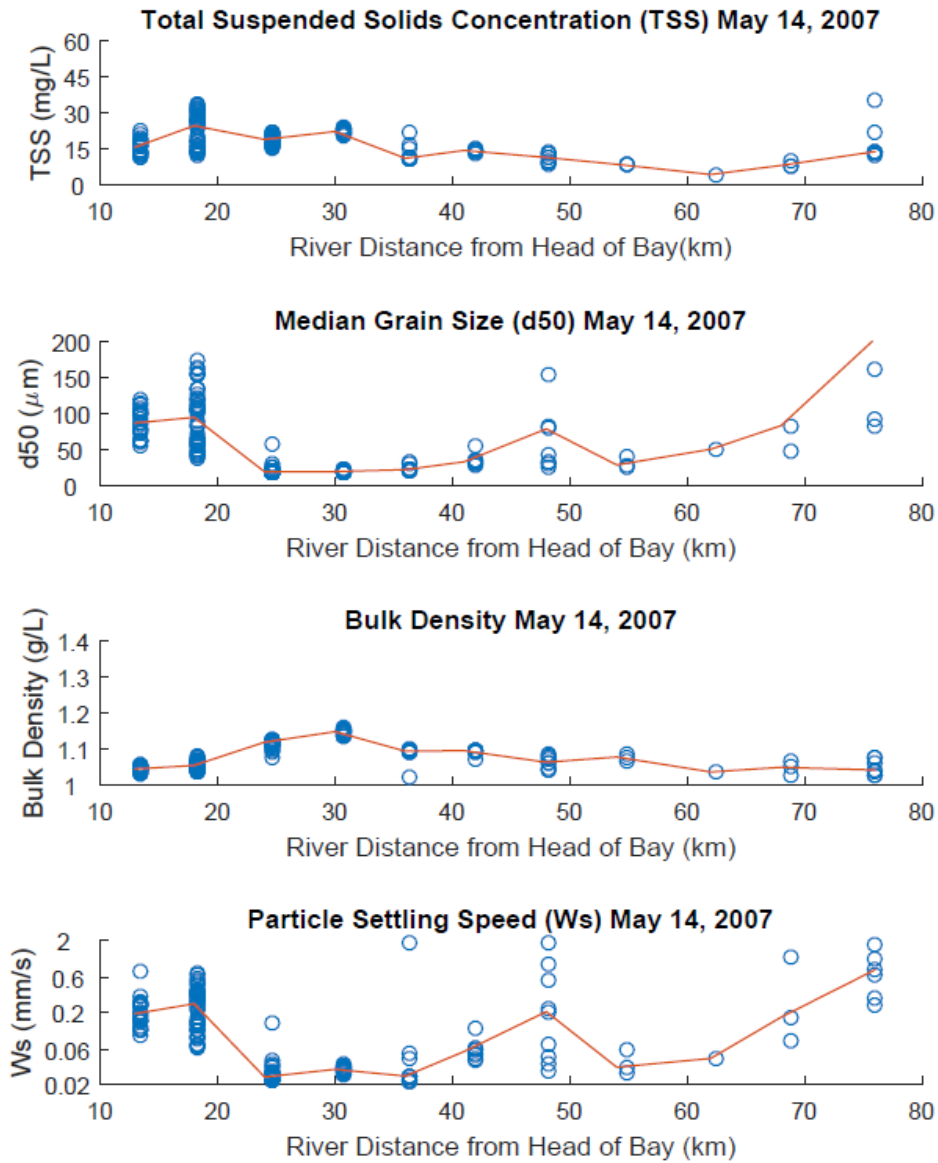 Total Suspended Solids Concentration (TSS) May 14, 2007
60
45
30
15
0
TSS (mg/L)
10 20 30 40 50 60 70 80
River Distance from Head of Bay(km)
Median Grain Size (d50) May 14, 2007
200
150
100
50
0
d50 (μm)
10 20 30 40 50 60 70 80
River Distance from Head of Bay (km)
Bulk Density May 14, 2007
1.4
1.3
1.2
1.1
1
Bulk Density (g/L)
10 20 30 40 50 60 70 80
River Distance from Head of Bay (km)
Particle Settling Speed (Ws) May 14, 2007
2
0.6
0.2
0.06
0.02
Ws (mm/s)
10 20 30 40 50 60 70 80
River Distance from Head of Bay (km)